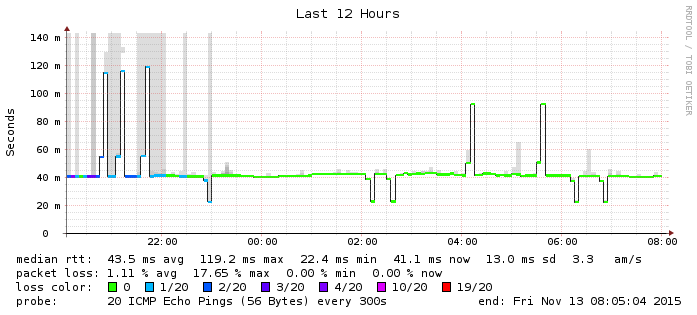 Last 12 Hours
RRDTOOL / TOBI OETIKER
Seconds
140 m
120 m
100 m
80 m
60 m
40 m
20 m
0
22:00 00:00 02:00 04:00 06:00 08:00
median rtt: 43.5 ms avg 119.2 ms max 22.4 ms min 41.1 ms now 13.0 ms sd 3.3 am/s
packet loss: 1.11 % avg 17.65 % max 0.00 % min 0.00 % now
loss color: 0 1/20 2/20 3/20 4/20 10/20 19/20
probe: 20 ICMP Echo Pings (56 Bytes) every 300s end: Fri Nov 13 08:05:04 2015